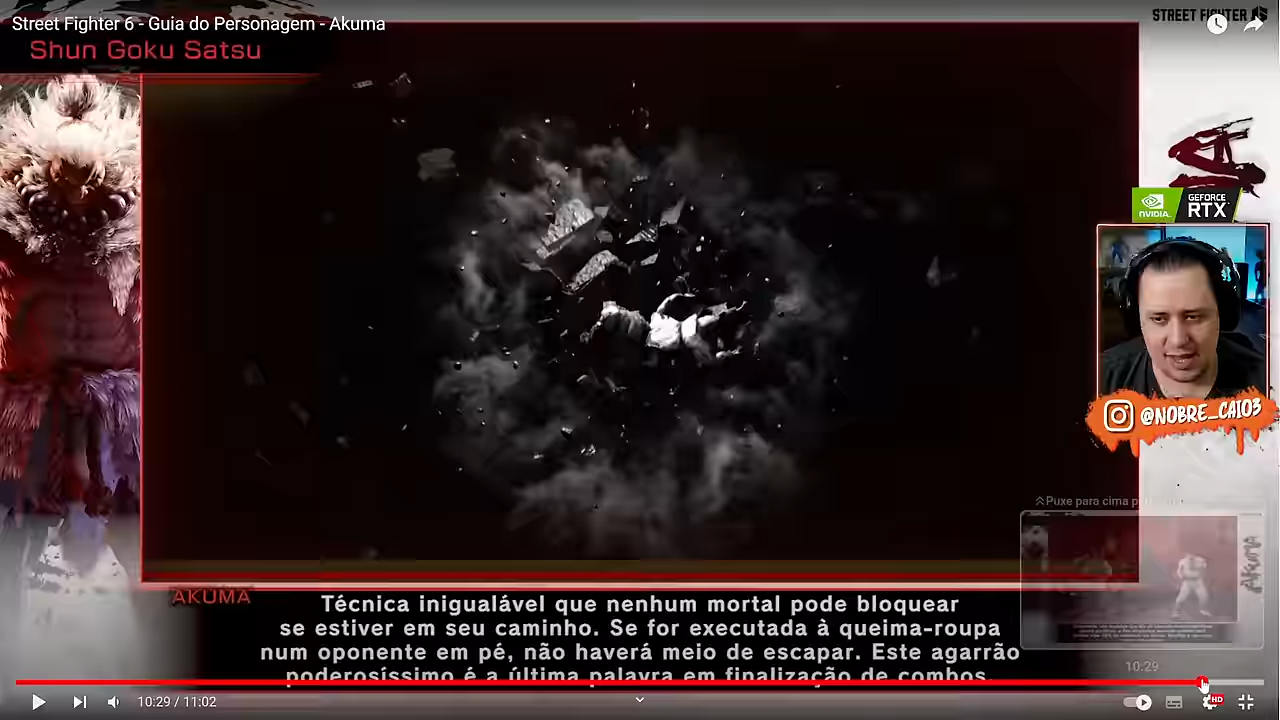 Street Fighter 6 - Guia do Personagem - Akuma
STREET FIGHTER 6
Shun Goku Satsu
NVIDIA.
GEFORCE
RTX
@NOBRE_CAIO3
Puxe para cima
AKUMA
AKUMA
Técnica inigualável que nenhum mortal pode bloquear
se estiver em seu caminho. Se for executada à queima-roupa
num oponente em pé, não haverá meio de escapar. Este agarrão
poderosíssimo é a última palavra em finalização de combos.
10:29
10:29 / 11:02
HD